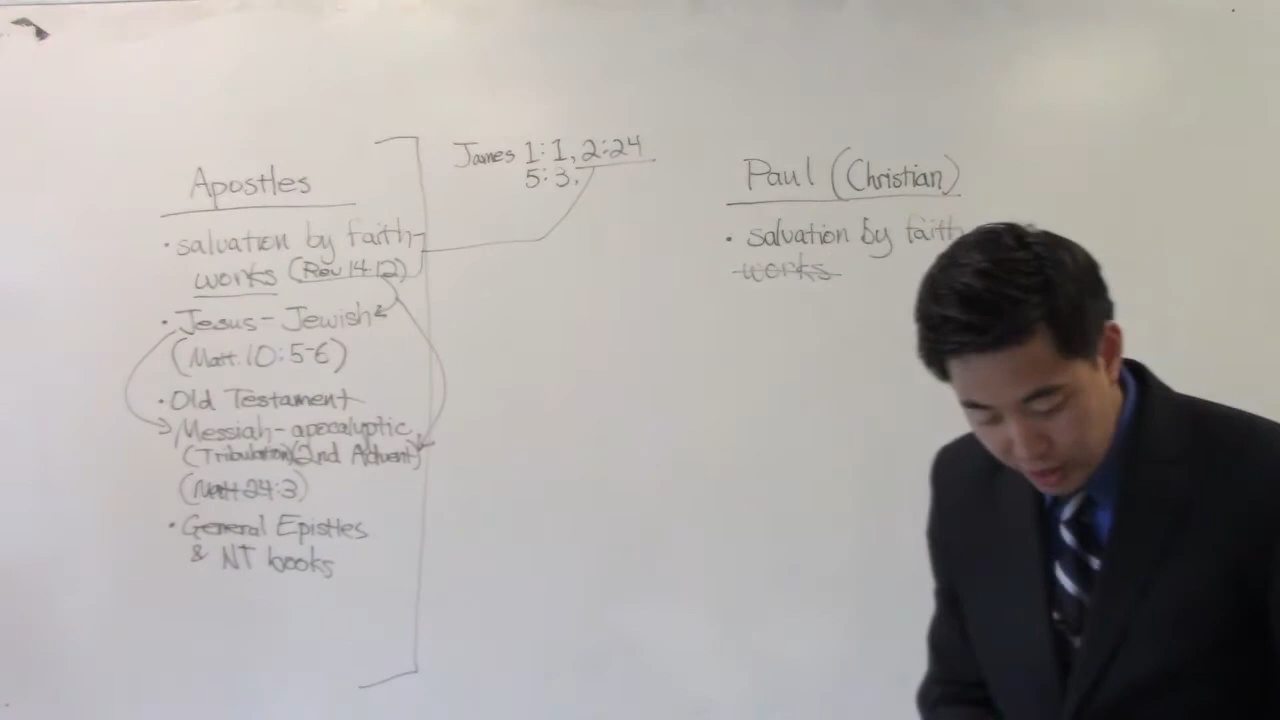 Apostles
• salvation by faith-
works (Rev 14:12)
• Jesus - Jewish
(Matt. 10:5-6)
• Old Testament
Messiah - apocalyptic
(Tribulation)(2nd Advent)
(Matt 24:3)
• General Epistles
& NT books
James 1:1, 2:24
5:3.
Paul (Christian)
• salvation by faith
works